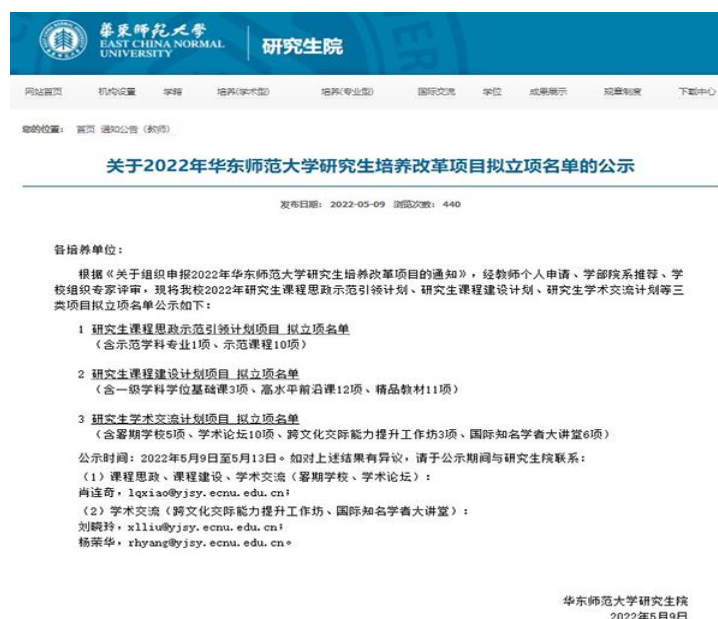 華東師範大學
EAST CHINA NORMAL
UNIVERSITY
研究生院
网站首页 机构设置 学籍 培养(学术型) 培养(专业型) 国际交流 学位 成果展示 规章制度 下载中心
您的位置： 首页 通知公告（教师）
关于2022年华东师范大学研究生培养改革项目拟立项名单的公示
发布日期： 2022-05-09 浏览次数： 440
各培养单位：
根据《关于组织申报2022年华东师范大学研究生培养改革项目的通知》，经教师个人申请、学部院系推荐、学
校组织专家评审，现将我校2022年研究生课程思政示范引领计划、研究生课程建设计划、研究生学术交流计划等三
类项目拟立项名单公示如下：
1 研究生课程思政示范引领计划项目 拟立项名单
（含示范学科专业1项、示范课程10项）
2 研究生课程建设计划项目 拟立项名单
（含一级学科学位基础课3项、高水平前沿课12项、精品教材11项）
3 研究生学术交流计划项目 拟立项名单
（含暑期学校5项、学术论坛10项、跨文化交际能力提升工作坊3项、国际知名学者大讲堂6项）
公示时间：2022年5月9日至5月13日。如对上述结果有异议，请于公示期间与研究生院联系：
（1）课程思政、课程建设、学术交流（暑期学校、学术论坛）：
肖连奇，lqxiao@yjsy.ecnu.edu.cn；
（2）学术交流（跨文化交际能力提升工作坊、国际知名学者大讲堂）：
刘晓玲，xlliu@yjsy.ecnu.edu.cn；
杨荣华，rhyang@yjsy.ecnu.edu.cn。
华东师范大学研究生院
2022年5月9日